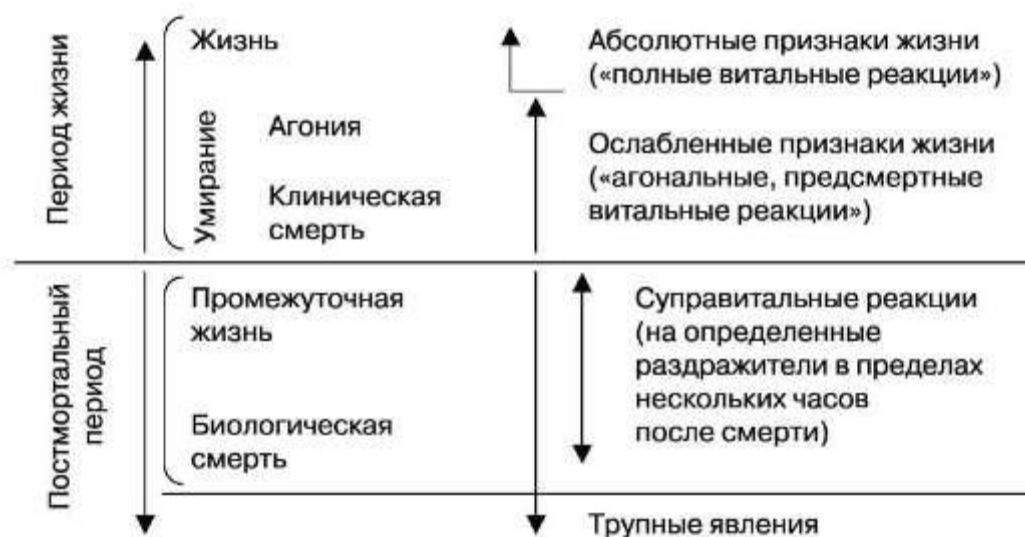 Период жизни
Жизнь
Умирание
Агония
Клиническая
смерть
Абсолютные признаки жизни
(«полные витальные реакции»)
Ослабленные признаки жизни
(«агональные, предсмертные
витальные реакции»)
Постмортальный
период
Промежуточная
жизнь
Биологическая
смерть
Суправитальные реакции
(на определенные
раздражители в пределах
нескольких часов
после смерти)
Трупные явления